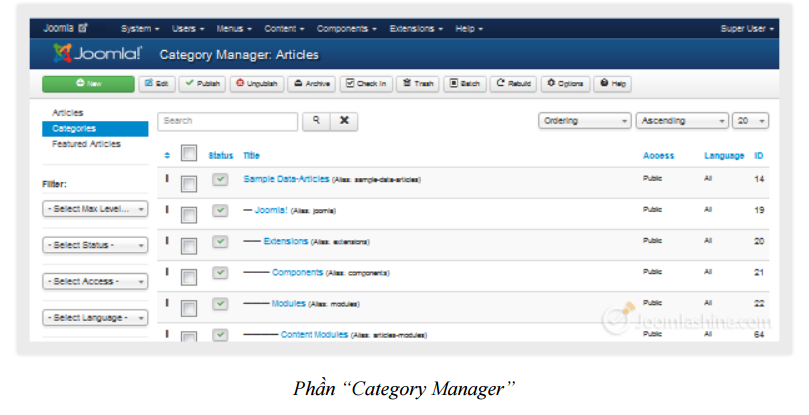 Joomla System Users Menus Content Components Extensions Help Super User
Joomla! Category Manager: Articles
New Edit Publish Unpublish Archive Check In Trash Batch Rebuild Options Help
Articles
Categories
Featured Articles
Search Ordering Ascending 20
Status Title Access Language ID
Filter:
- Select Max Level...
- Select Status -
- Select Access -
- Select Language -
Sample Data-Articles (Alias: sample-data-articles) Public All 14
— Joomla! (Alias: joomla) Public All 19
—— Extensions (Alias: extensions) Public All 20
——— Components (Alias: components) Public All 21
——— Modules (Alias: modules) Public All 22
———— Content Modules (Alias: articles-modules) Public All 64
Joomlashine.com
Phần “Category Manager”